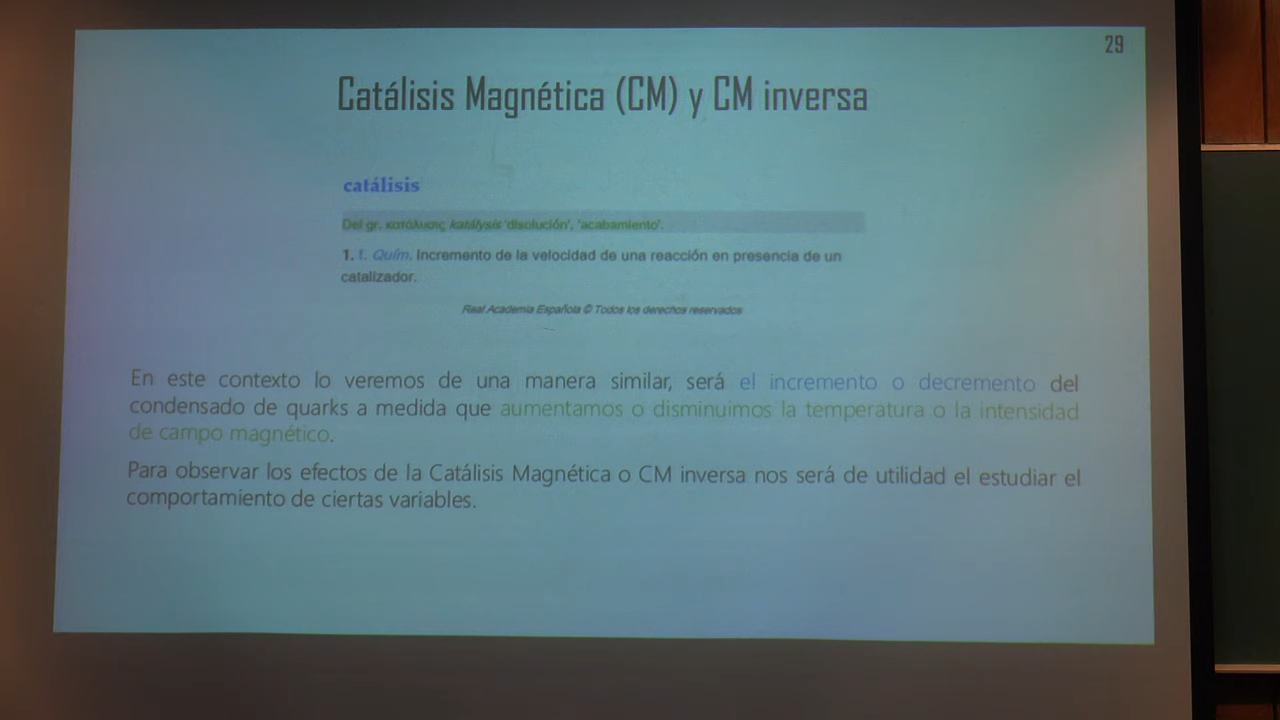 29
Catálisis Magnética (CM) y CM inversa
catálisis
Del gr. κατάλυσις katálysis 'disolución', 'acabamiento'.
1. f. Quím. Incremento de la velocidad de una reacción en presencia de un
catalizador.
Real Academia Española © Todos los derechos reservados
En este contexto lo veremos de una manera similar, será el incremento o decremento del
condensado de quarks a medida que aumentamos o disminuimos la temperatura o la intensidad
de campo magnético.
Para observar los efectos de la Catálisis Magnética o CM inversa nos será de utilidad el estudiar el
comportamiento de ciertas variables.